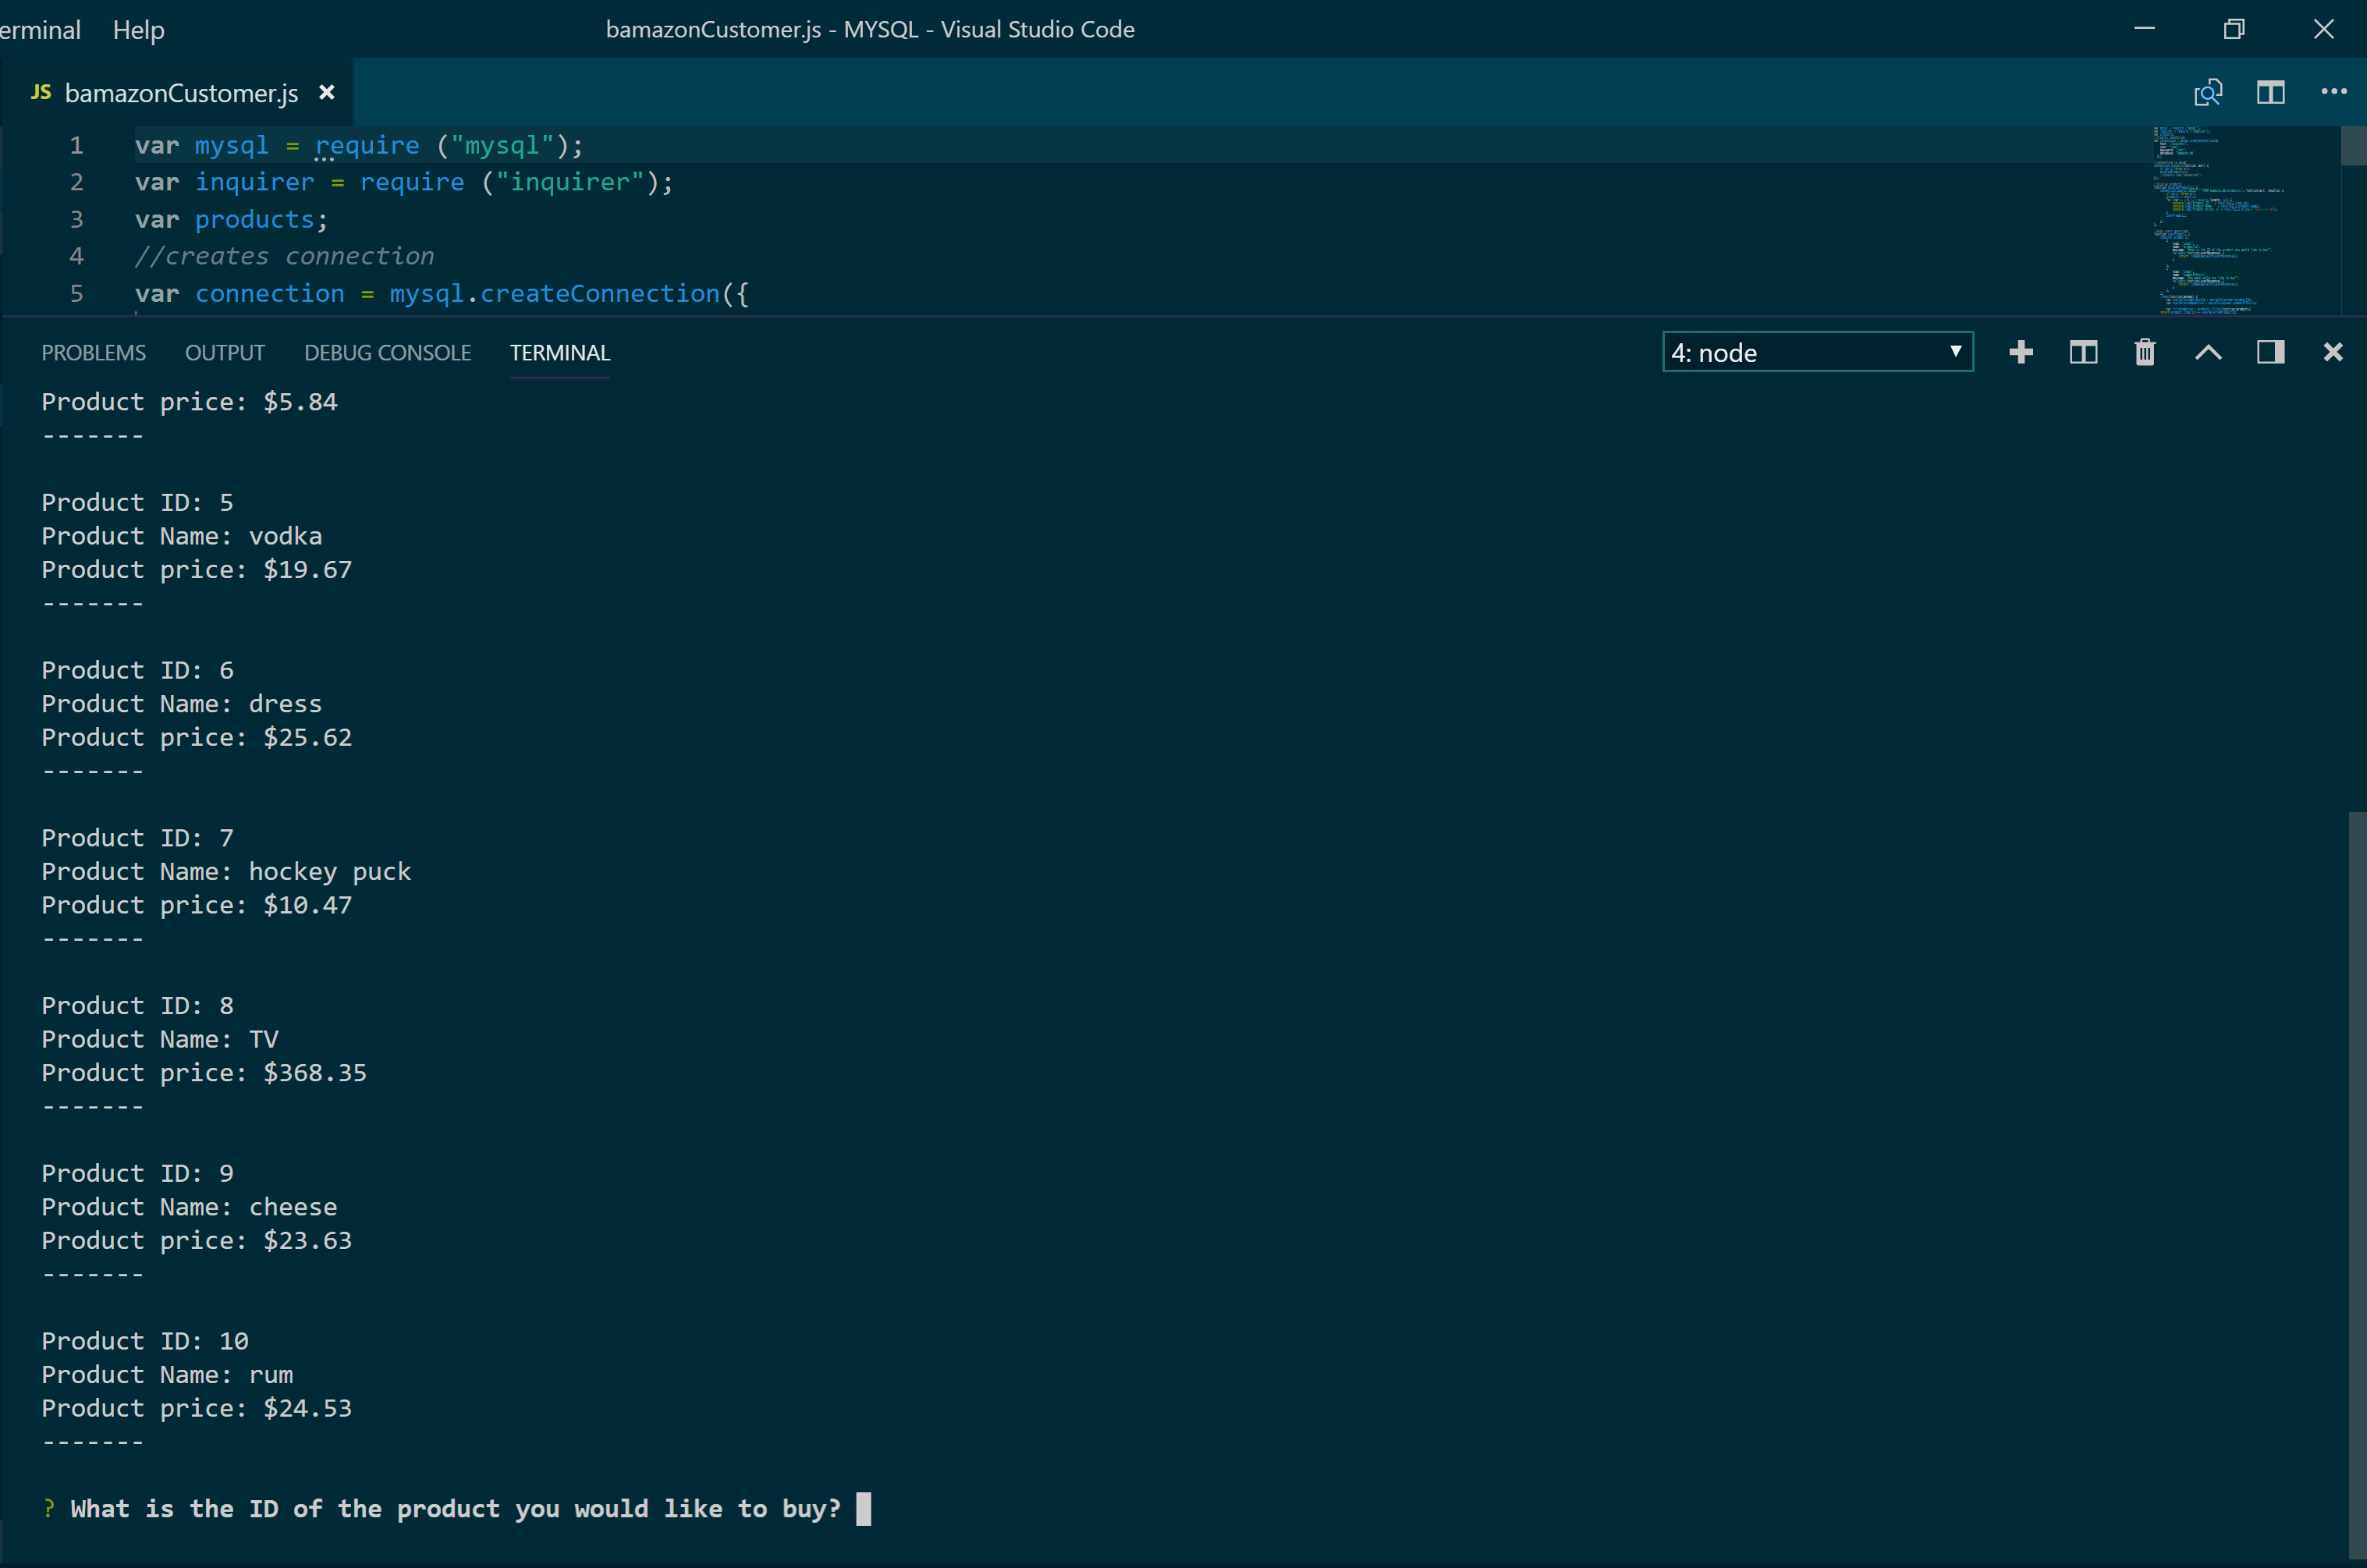 erminal Help bamazonCustomer.js - MYSQL - Visual Studio Code
JS bamazonCustomer.js
1 var mysql = require ("mysql");
2 var inquirer = require ("inquirer");
3 var products;
4 //creates connection
5 var connection = mysql.createConnection({
PROBLEMS OUTPUT DEBUG CONSOLE TERMINAL 4: node
Product price: $5.84
-------
Product ID: 5
Product Name: vodka
Product price: $19.67
-------
Product ID: 6
Product Name: dress
Product price: $25.62
-------
Product ID: 7
Product Name: hockey puck
Product price: $10.47
-------
Product ID: 8
Product Name: TV
Product price: $368.35
-------
Product ID: 9
Product Name: cheese
Product price: $23.63
-------
Product ID: 10
Product Name: rum
Product price: $24.53
-------
? What is the ID of the product you would like to buy?